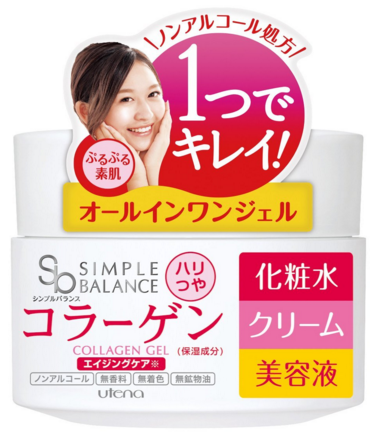 ノンアルコール処方
1つで
キレイ!
ぷるぷる
素肌
オールインワンジェル
SIMPLE
BALANCE
シンプルバランス
ハリ
つや
コラーゲン
COLLAGEN GEL (保湿成分)
エイジングケア※
ノンアルコール 無香料 無着色 無鉱物油
utena
化粧水
クリーム
美容液